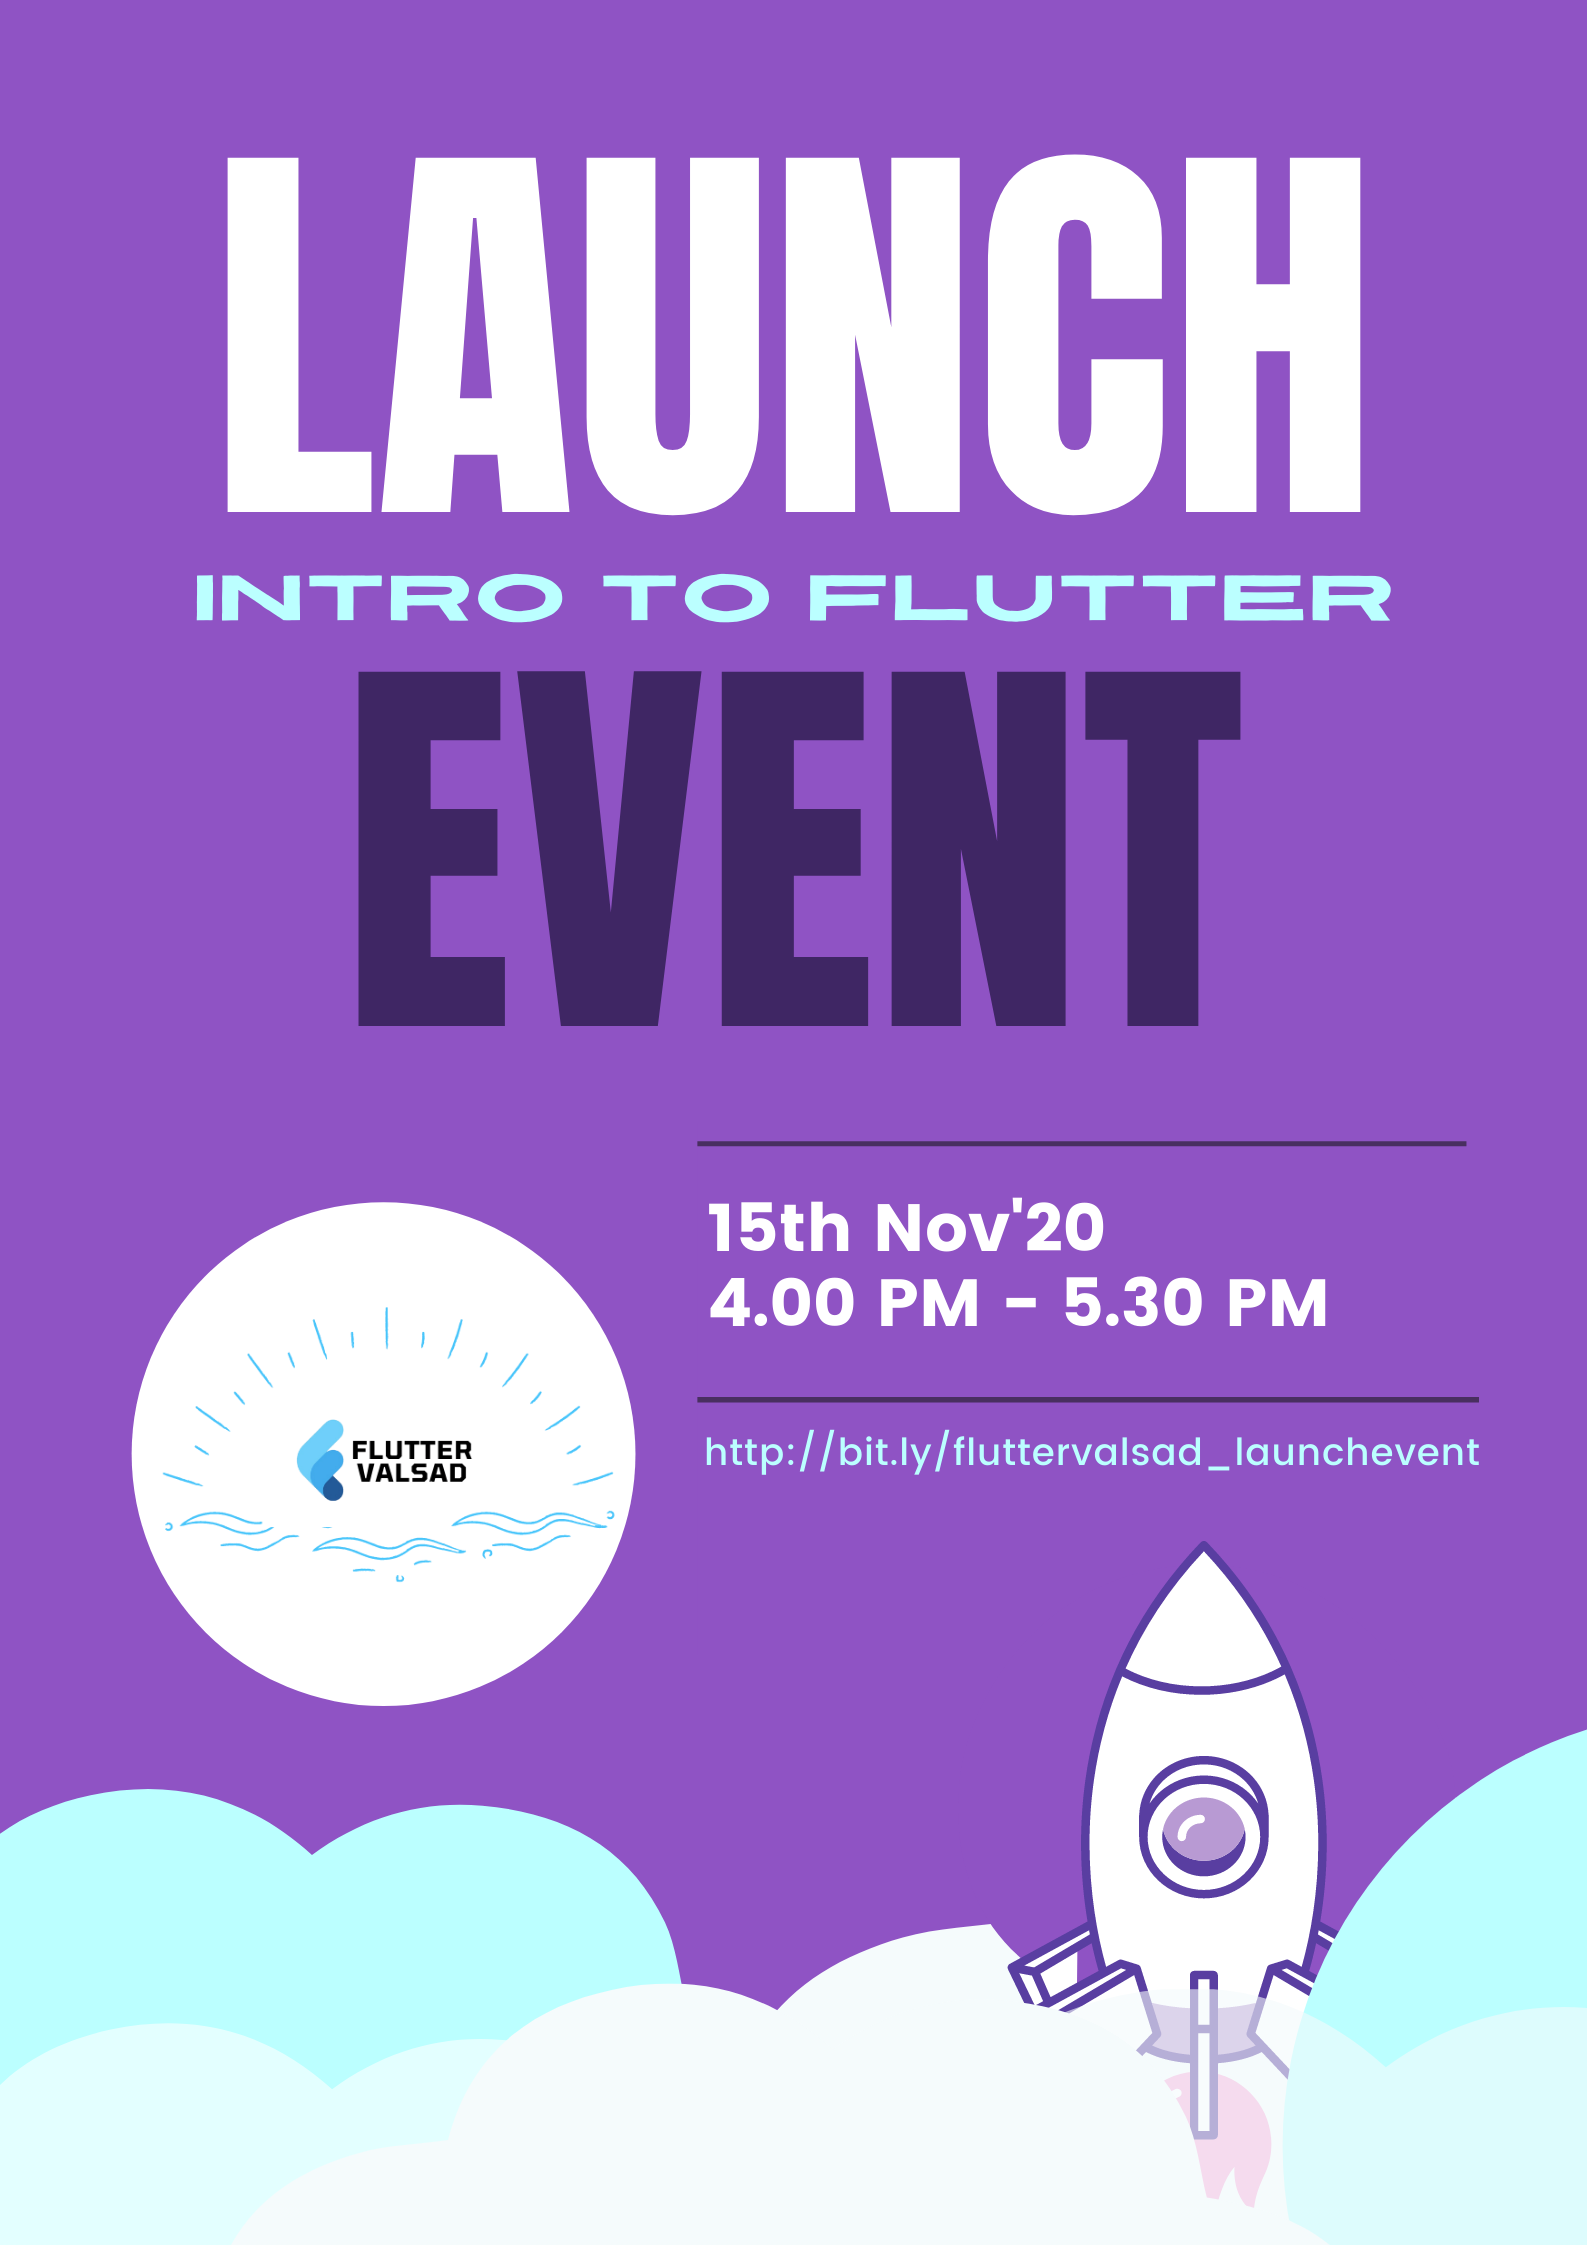 LAUNCH
INTRO TO FLUTTER
EVENT
15th Nov'20
4.00 PM - 5.30 PM
http://bit.ly/fluttervalsad_launchevent
FLUTTER
VALSAD